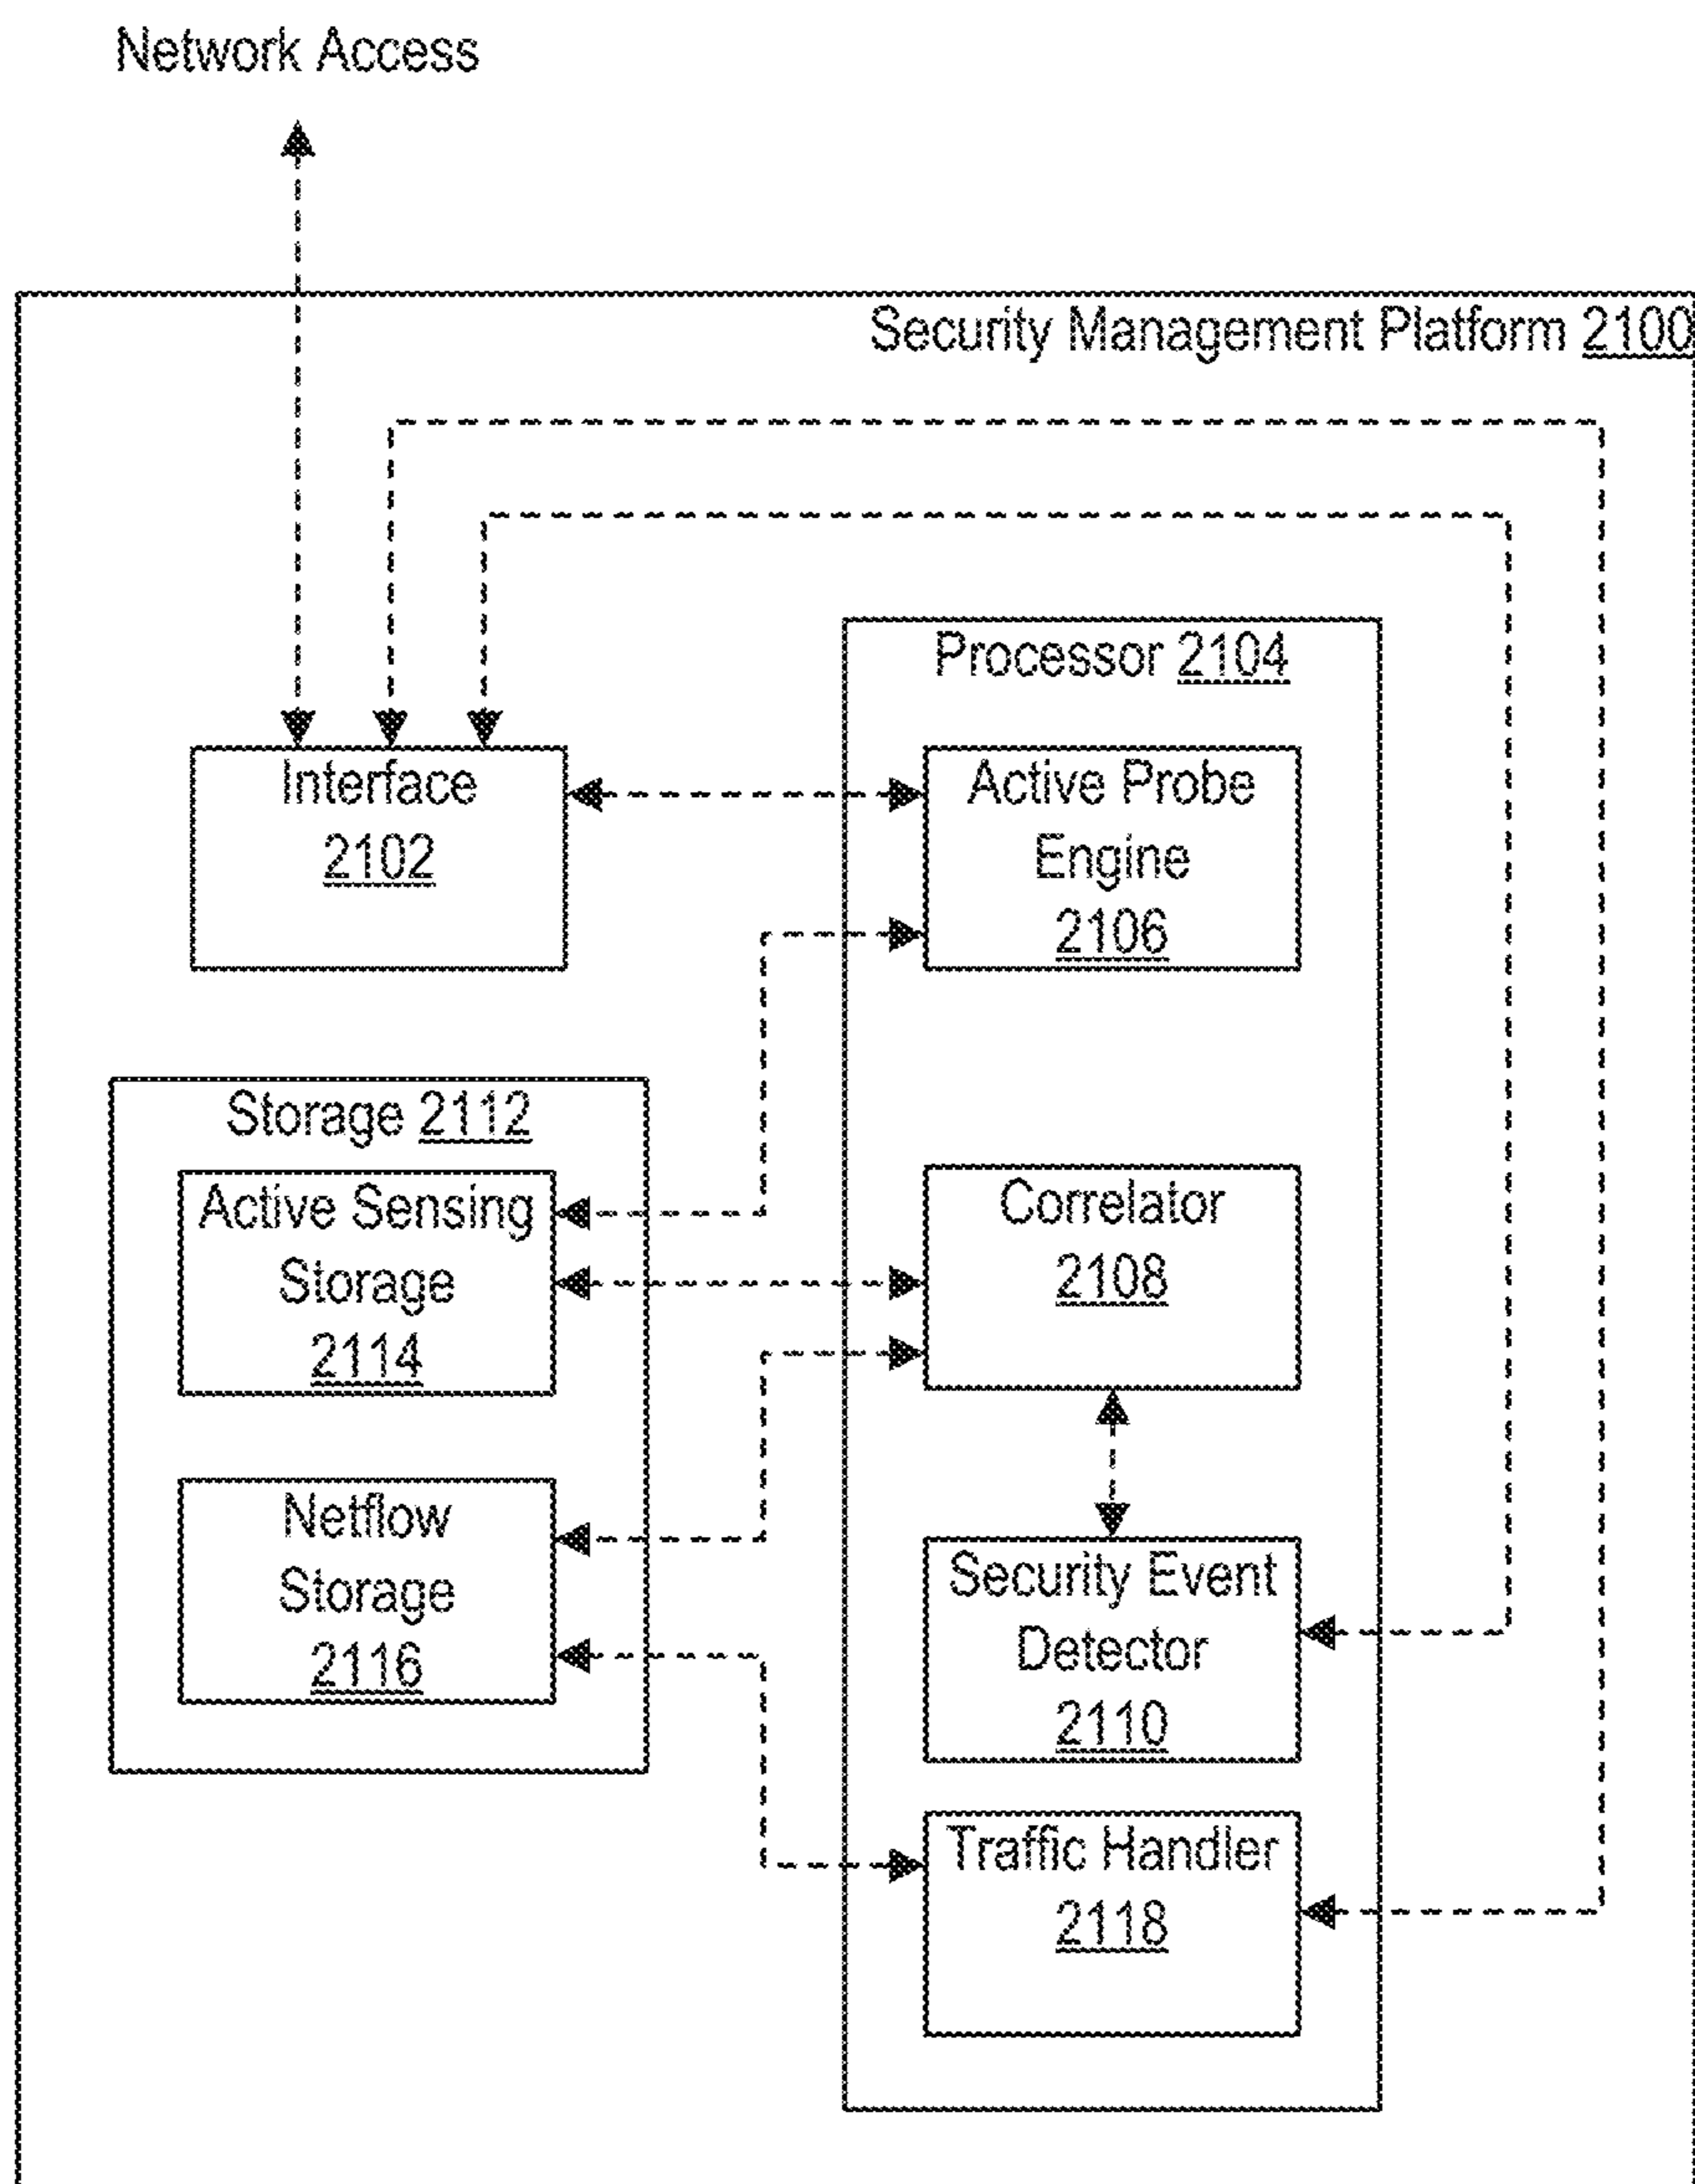 Network Access
Security Management Platform 2100
Processor 2104
Interface
2102
Active Probe
Engine
2106
Storage 2112
Active Sensing
Storage
2114
Correlator
2108
Netflow
Storage
2116
Security Event
Detector
2110
Traffic Handler
2118